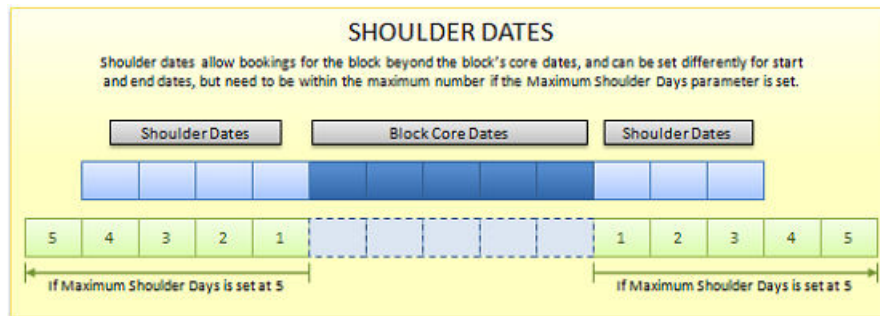 SHOULDER DATES
Shoulder dates allow bookings for the block beyond the block's core dates, and can be set differently for start
and end dates, but need to be within the maximum number if the Maximum Shoulder Days parameter is set.
Shoulder Dates Block Core Dates Shoulder Dates
5 4 3 2 1 1 2 3 4 5
If Maximum Shoulder Days is set at 5 If Maximum Shoulder Days is set at 5